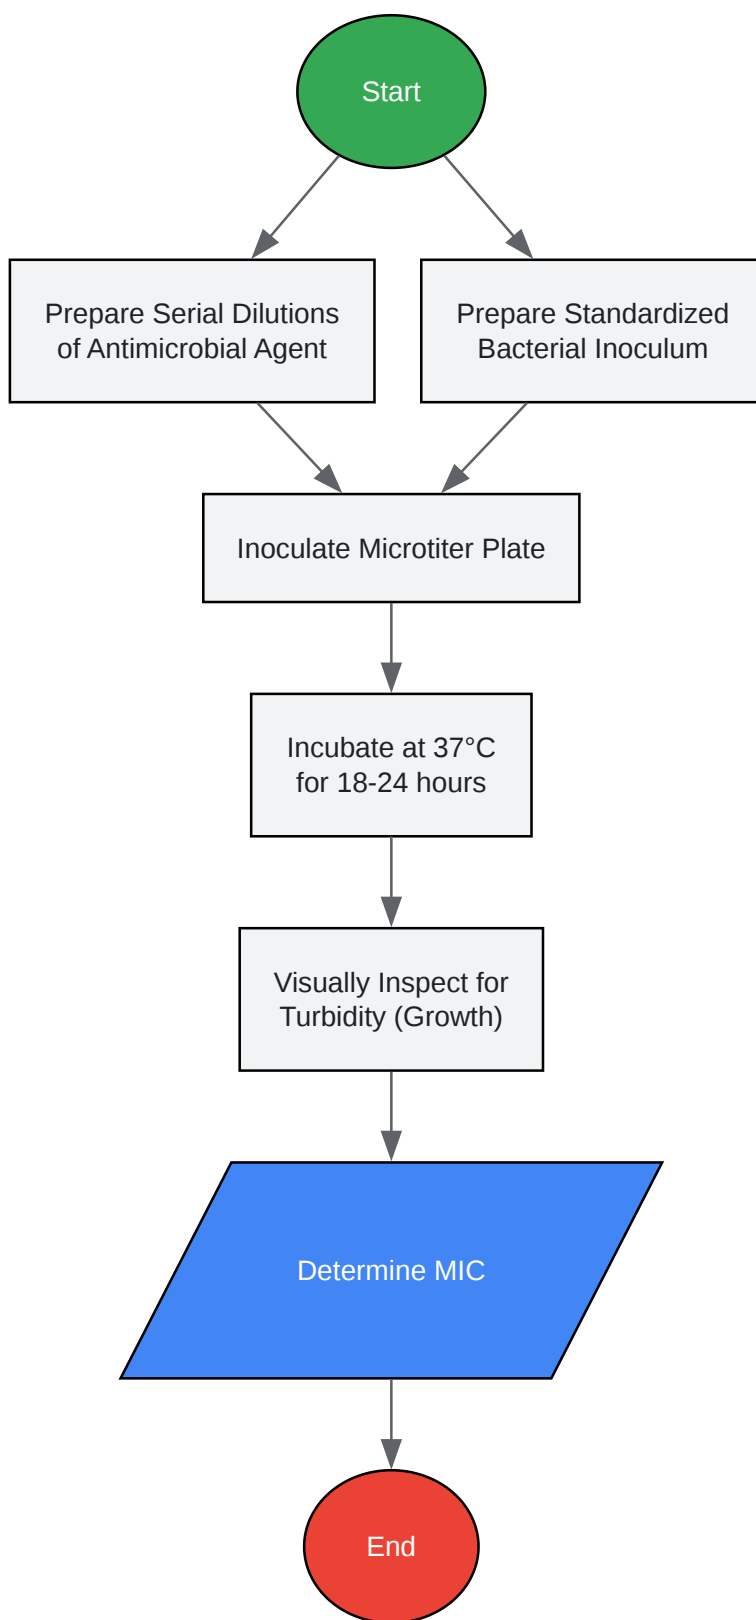 Start
Prepare Serial Dilutions
of Antimicrobial Agent
Prepare Standardized
Bacterial Inoculum
Inoculate Microtiter Plate
Incubate at 37°C
for 18-24 hours
Visually Inspect for
Turbidity (Growth)
Determine MIC
End